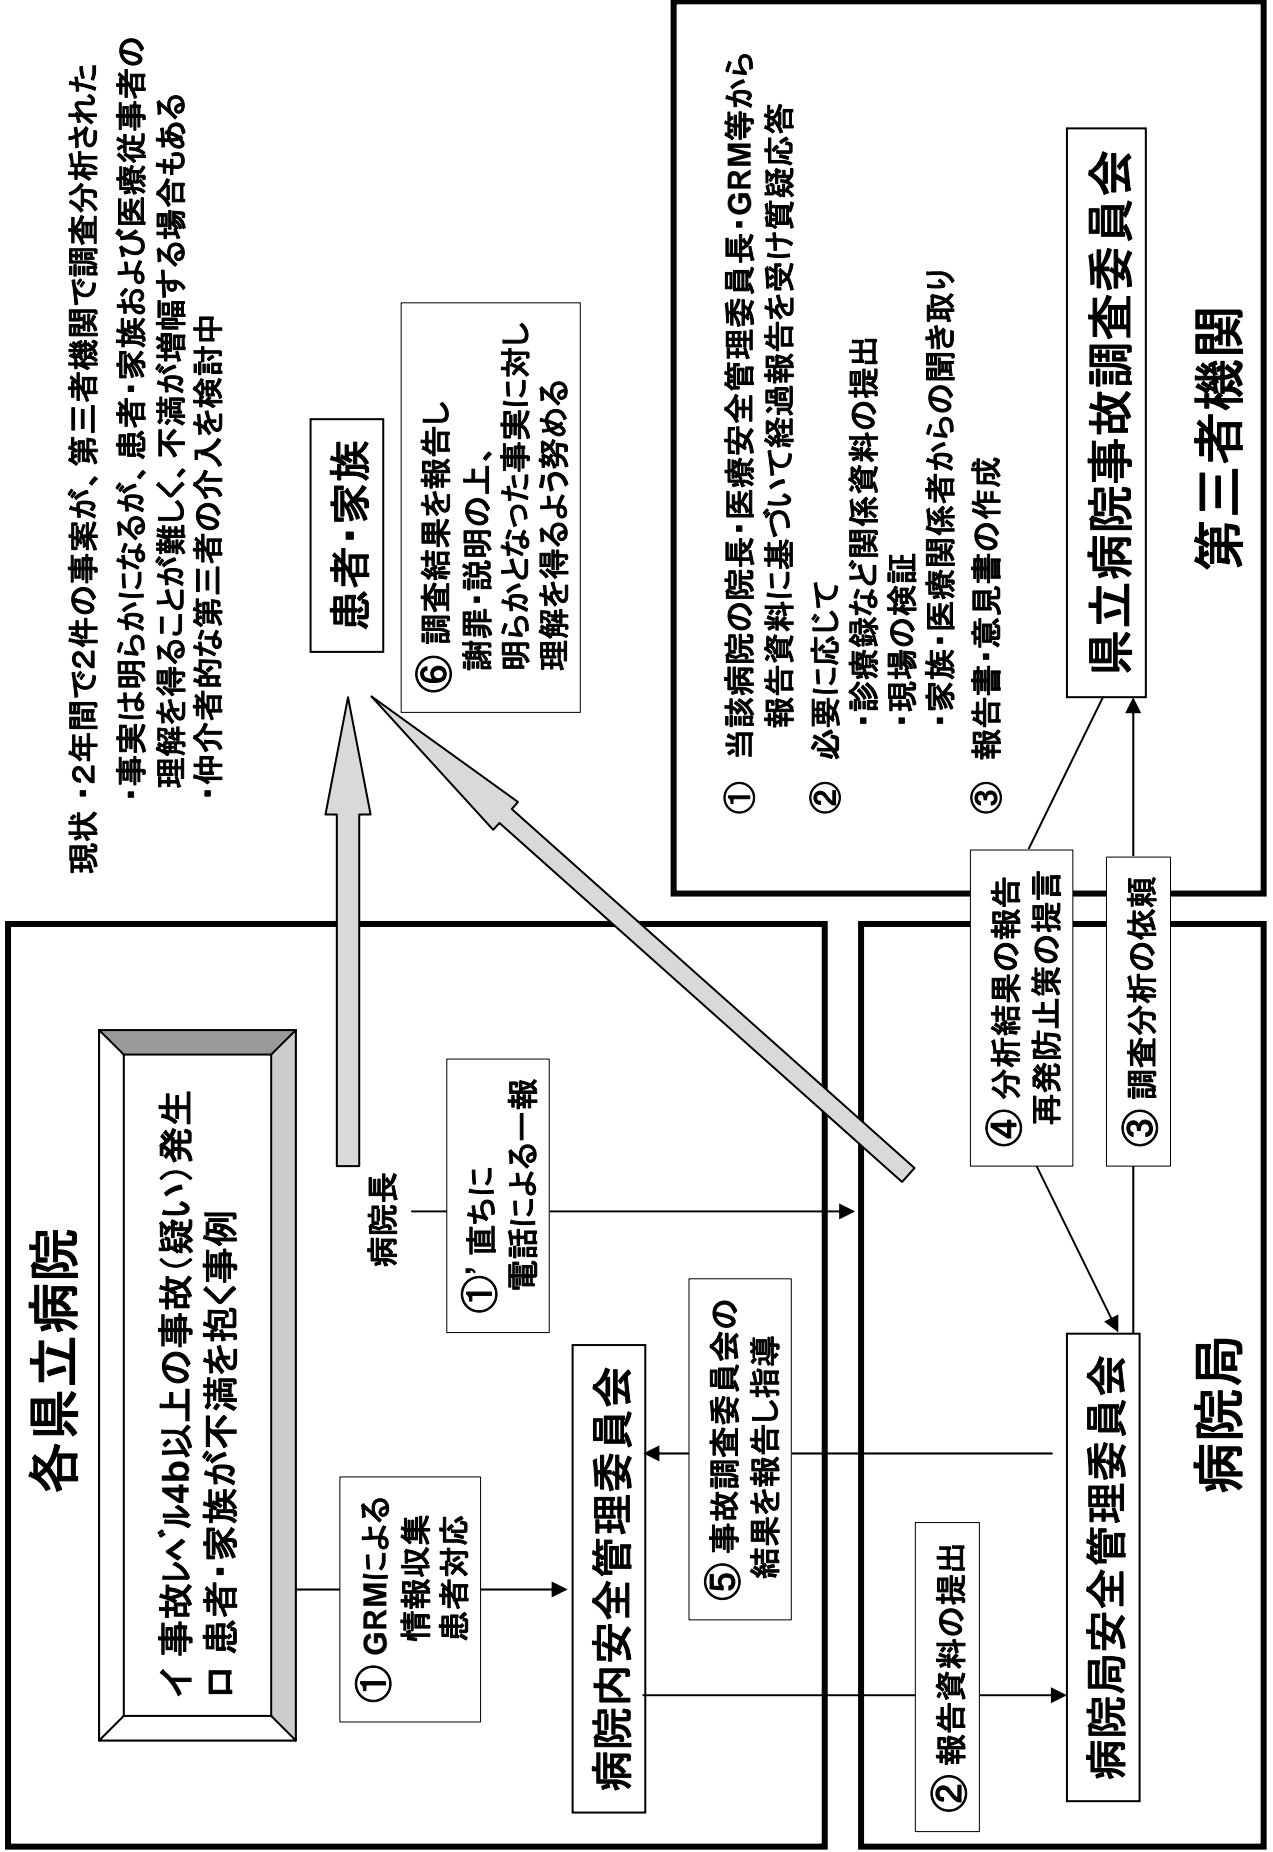 各県立病院
イ 事故レベル4b以上の事故(疑い)発生
ロ 患者・家族が不満を抱く事例
① GRMによる
情報収集
患者対応
病院長
①’ 直ちに
電話による一報
病院内安全管理委員会
⑤ 事故調査委員会の
結果を報告し指導
② 報告資料の提出
病院局安全管理委員会
病院局
④ 分析結果の報告
再発防止策の提言
③ 調査分析の依頼
現状 ・2年間で2件の事案が、第三者機関で調査分析された
・事実は明らかになるが、患者・家族および医療従事者の
理解を得ることが難しく、不満が増幅する場合もある
・仲介者的な第三者の介入を検討中
患者・家族
⑥ 調査結果を報告し
謝罪・説明の上、
明らかとなった事実に対し
理解を得るよう努める
① 当該病院の院長・医療安全管理委員長・GRM等から
報告資料に基づいて経過報告を受け質疑応答
② 必要に応じて
・診療録など関係資料の提出
・現場の検証
・家族・医療関係者からの聞き取り
③ 報告書・意見書の作成
県立病院事故調査委員会
第三者機関